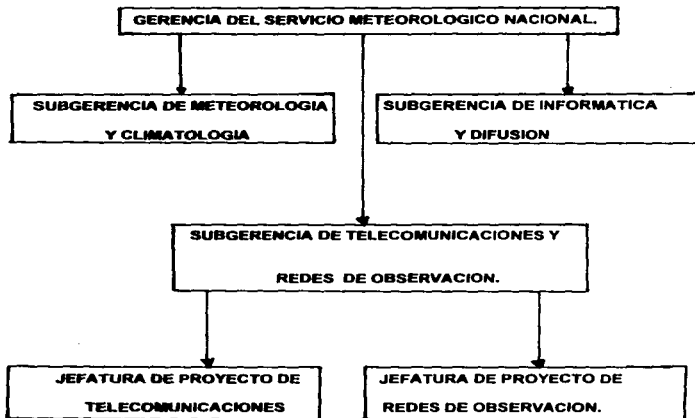 GERENCIA DEL SERVICIO METEOROLOGICO NACIONAL.
SUBGERENCIA DE METEOROLOGIA
Y CLIMATOLOGIA
SUBGERENCIA DE INFORMATICA
Y DIFUSION
SUBGERENCIA DE TELECOMUNICACIONES Y
REDES DE OBSERVACION.
JEFATURA DE PROYECTO DE
TELECOMUNICACIONES
JEFATURA DE PROYECTO DE
REDES DE OBSERVACION.